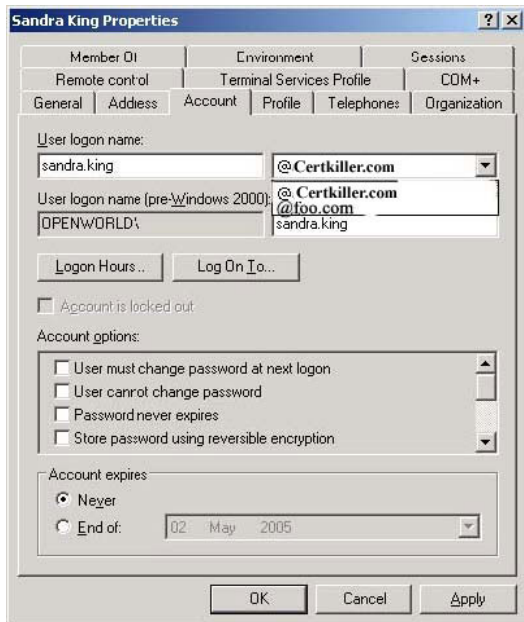 Sandra King Properties
Member Of Environment Sessions
Remote control Terminal Services Profile COM+
General Address Account Profile Telephones Organization
User logon name:
sandra.king @Certkiller.com
@Certkiller.com
@foo.com
User logon name (pre-Windows 2000):
OPENWORLD\ sandra.king
Logon Hours... Log On To...
Account is locked out
Account options:
User must change password at next logon
User cannot change password
Password never expires
Store password using reversible encryption
Account expires
Never
End of: 02 May 2005
OK Cancel Apply